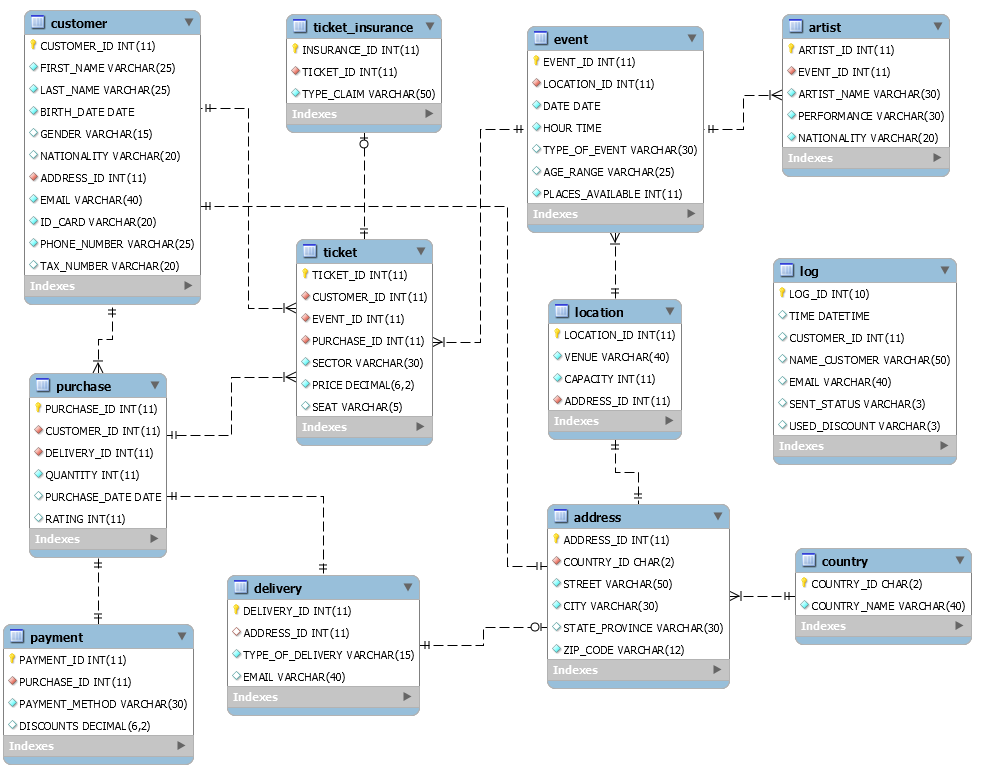 customer
CUSTOMER_ID INT(11)
FIRST_NAME VARCHAR(25)
LAST_NAME VARCHAR(25)
BIRTH_DATE DATE
GENDER VARCHAR(15)
NATIONALITY VARCHAR(20)
ADDRESS_ID INT(11)
EMAIL VARCHAR(40)
ID_CARD VARCHAR(20)
PHONE_NUMBER VARCHAR(25)
TAX_NUMBER VARCHAR(20)
Indexes
ticket_insurance
INSURANCE_ID INT(11)
TICKET_ID INT(11)
TYPE_CLAIM VARCHAR(50)
Indexes
event
EVENT_ID INT(11)
LOCATION_ID INT(11)
DATE DATE
HOUR TIME
TYPE_OF_EVENT VARCHAR(30)
AGE_RANGE VARCHAR(25)
PLACES_AVAILABLE INT(11)
Indexes
artist
ARTIST_ID INT(11)
EVENT_ID INT(11)
ARTIST_NAME VARCHAR(30)
PERFORMANCE VARCHAR(30)
NATIONALITY VARCHAR(20)
Indexes
ticket
TICKET_ID INT(11)
CUSTOMER_ID INT(11)
EVENT_ID INT(11)
PURCHASE_ID INT(11)
SECTOR VARCHAR(30)
PRICE DECIMAL(6,2)
SEAT VARCHAR(5)
Indexes
location
LOCATION_ID INT(11)
VENUE VARCHAR(40)
CAPACITY INT(11)
ADDRESS_ID INT(11)
Indexes
log
LOG_ID INT(10)
TIME DATETIME
CUSTOMER_ID INT(11)
NAME_CUSTOMER VARCHAR(50)
EMAIL VARCHAR(40)
SENT_STATUS VARCHAR(3)
USED_DISCOUNT VARCHAR(3)
Indexes
purchase
PURCHASE_ID INT(11)
CUSTOMER_ID INT(11)
DELIVERY_ID INT(11)
QUANTITY INT(11)
PURCHASE_DATE DATE
RATING INT(11)
Indexes
address
ADDRESS_ID INT(11)
COUNTRY_ID CHAR(2)
STREET VARCHAR(50)
CITY VARCHAR(30)
STATE_PROVINCE VARCHAR(30)
ZIP_CODE VARCHAR(12)
Indexes
country
COUNTRY_ID CHAR(2)
COUNTRY_NAME VARCHAR(40)
Indexes
delivery
DELIVERY_ID INT(11)
ADDRESS_ID INT(11)
TYPE_OF_DELIVERY VARCHAR(15)
EMAIL VARCHAR(40)
Indexes
payment
PAYMENT_ID INT(11)
PURCHASE_ID INT(11)
PAYMENT_METHOD VARCHAR(30)
DISCOUNTS DECIMAL(6,2)
Indexes